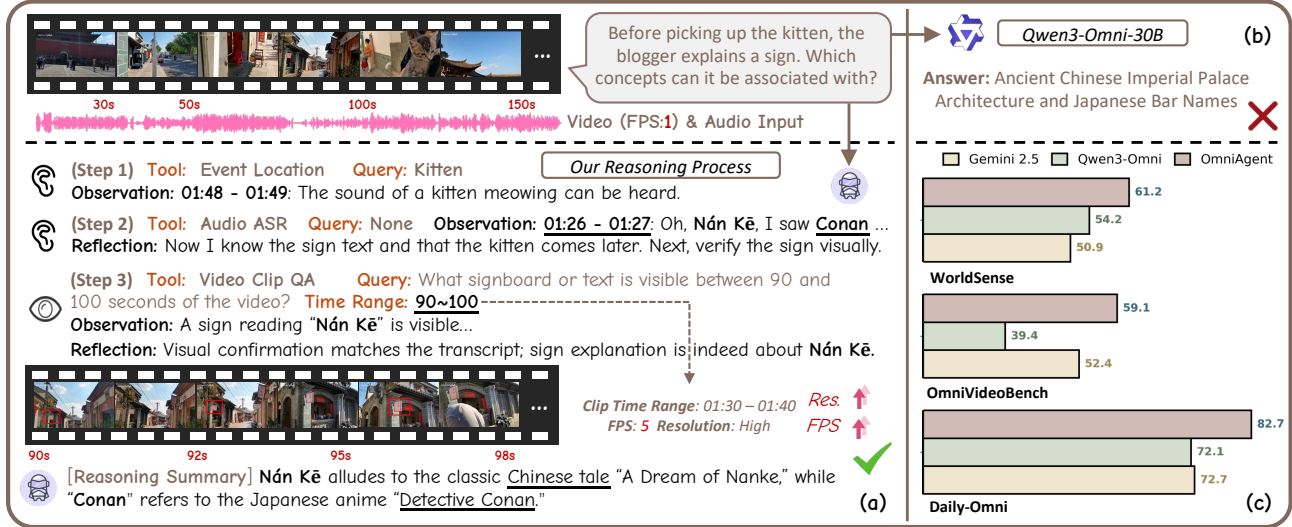 Before picking up the kitten, the
blogger explains a sign. Which
concepts can it be associated with?
...
30s 50s 100s 150s
Video (FPS:1) & Audio Input
Our Reasoning Process
(Step 1) Tool: Event Location Query: Kitten
Observation: 01:48 - 01:49: The sound of a kitten meowing can be heard.
(Step 2) Tool: Audio ASR Query: None Observation: 01:26 - 01:27: Oh, Nán Kē, I saw Conan ...
Reflection: Now I know the sign text and that the kitten comes later. Next, verify the sign visually.
(Step 3) Tool: Video Clip QA Query: What signboard or text is visible between 90 and
100 seconds of the video? Time Range: 90~100
Observation: A sign reading "Nán Kē" is visible...
Reflection: Visual confirmation matches the transcript; sign explanation is indeed about Nán Kē.
...
90s 92s 95s 98s
Clip Time Range: 01:30 – 01:40
FPS: 5 Resolution: High
Res.
FPS
[Reasoning Summary] Nán Kē alludes to the classic Chinese tale "A Dream of Nanke," while
"Conan" refers to the Japanese anime "Detective Conan."
(a)
Qwen3-Omni-30B
(b)
Answer: Ancient Chinese Imperial Palace
Architecture and Japanese Bar Names
Gemini 2.5 Qwen3-Omni OmniAgent
61.2
54.2
50.9
WorldSense
59.1
39.4
52.4
OmniVideoBench
82.7
72.1
72.7
Daily-Omni
(c)